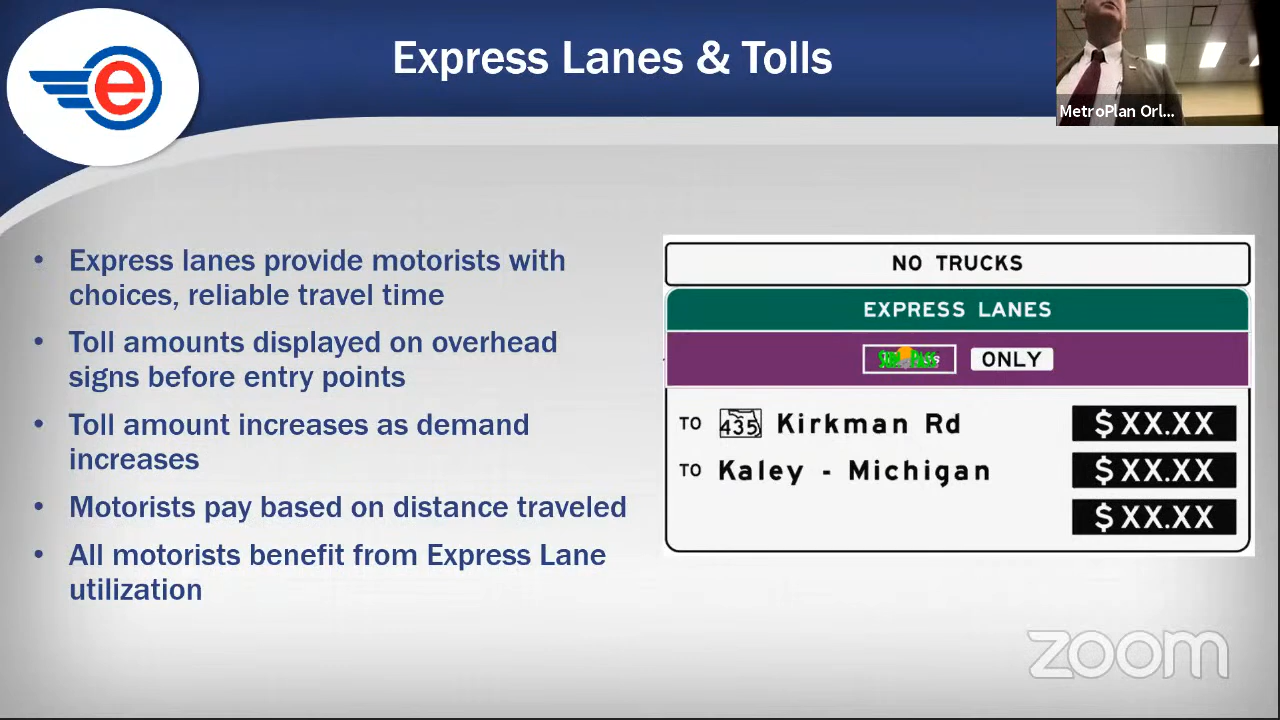 Express Lanes & Tolls
e
MetroPlan Orl...
• Express lanes provide motorists with
choices, reliable travel time
• Toll amounts displayed on overhead
signs before entry points
• Toll amount increases as demand
increases
• Motorists pay based on distance traveled
• All motorists benefit from Express Lane
utilization
NO TRUCKS
EXPRESS LANES
ONLY
TO 435 Kirkman Rd $XX.XX
TO Kaley - Michigan $XX.XX
$XX.XX
zoom